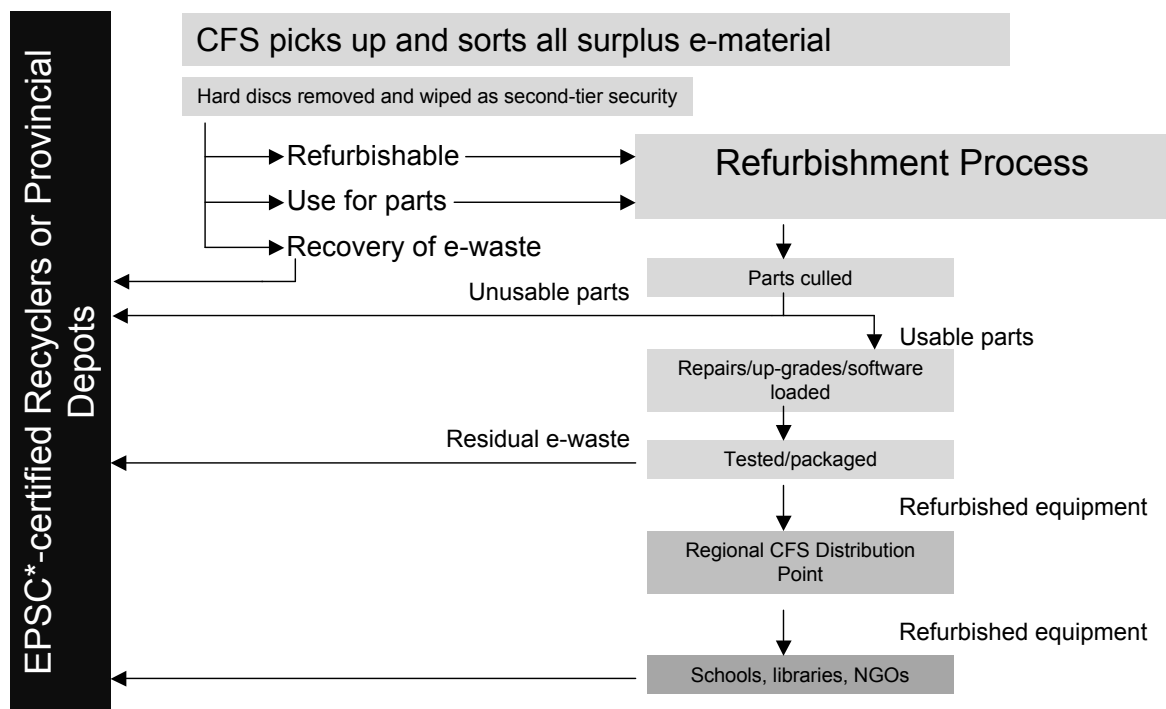 EPSC*-certified Recyclers or Provincial
Depots
CFS picks up and sorts all surplus e-material
Hard discs removed and wiped as second-tier security
Refurbishable
Refurbishment Process
Use for parts
Recovery of e-waste
Parts culled
Unusable parts
Usable parts
Repairs/up-grades/software
loaded
Residual e-waste
Tested/packaged
Refurbished equipment
Regional CFS Distribution
Point
Refurbished equipment
Schools, libraries, NGOs